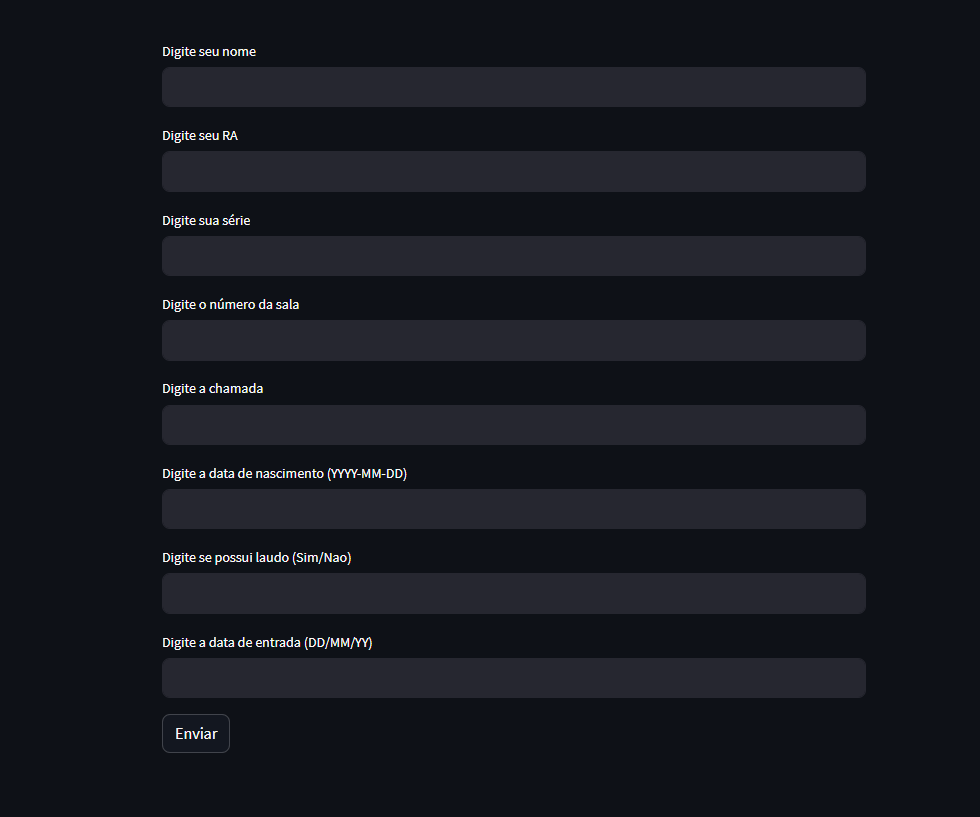 Digite seu nome
Digite seu RA
Digite sua série
Digite o número da sala
Digite a chamada
Digite a data de nascimento (YYYY-MM-DD)
Digite se possui laudo (Sim/Nao)
Digite a data de entrada (DD/MM/YY)
Enviar